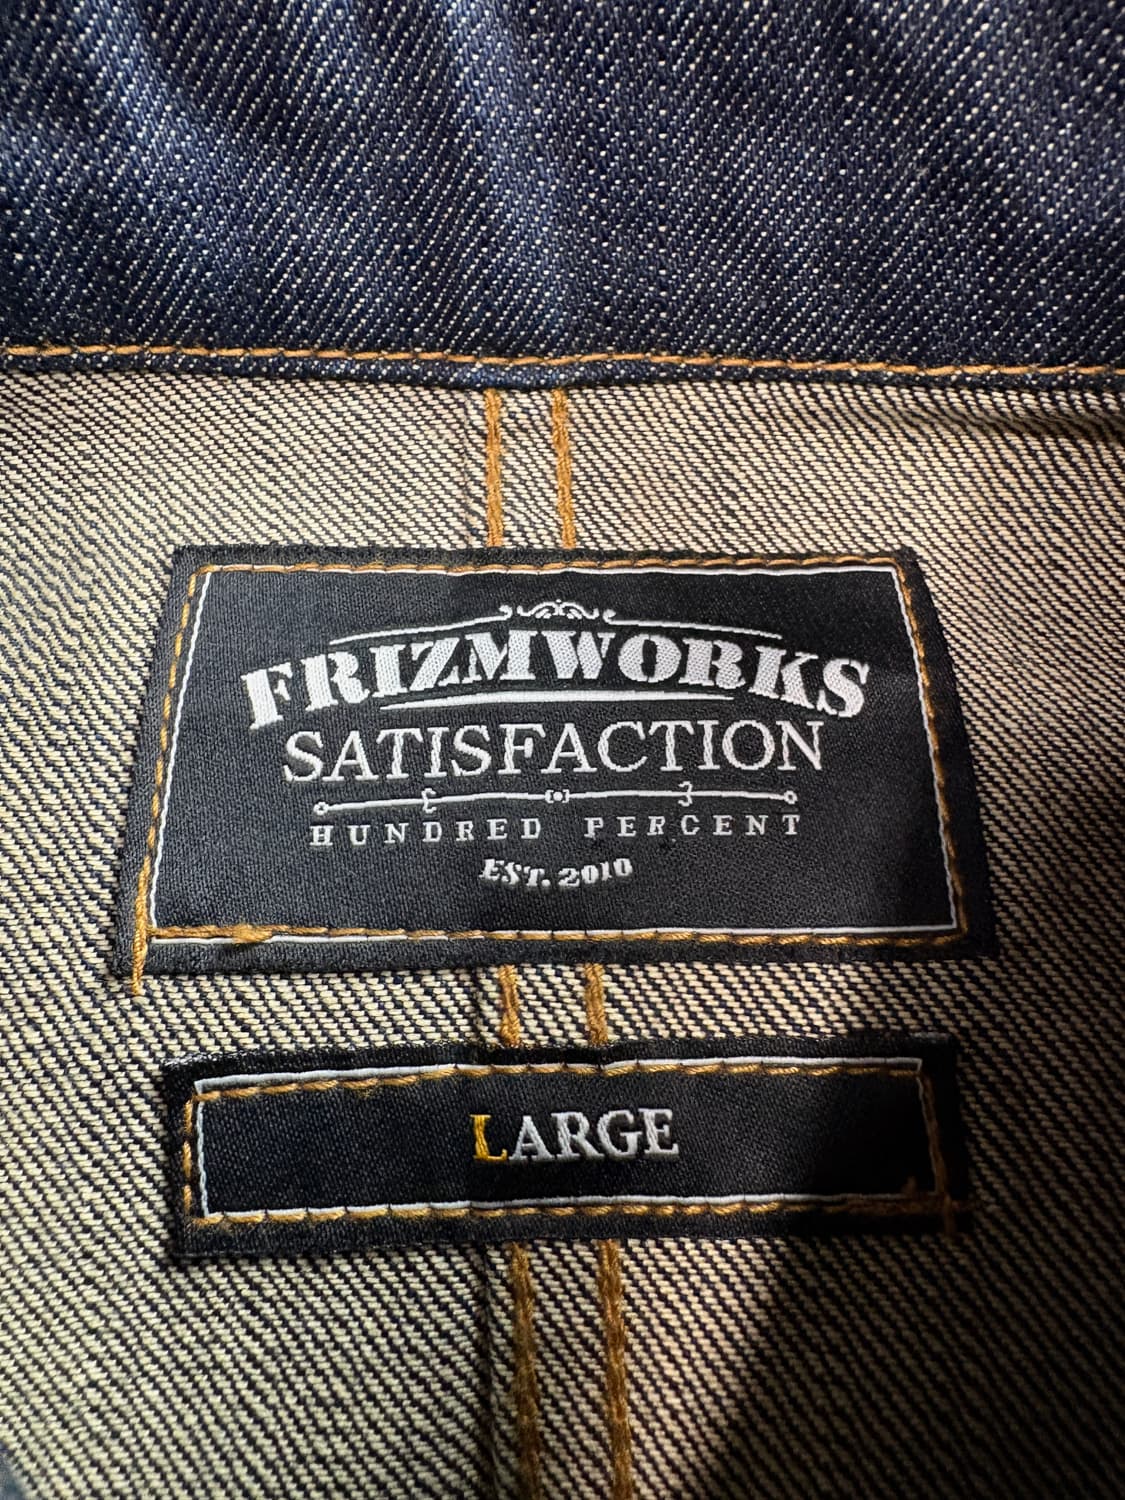 FRIZMWORKS
SATISFACTION
HUNDRED PERCENT
EST. 2010
LARGE